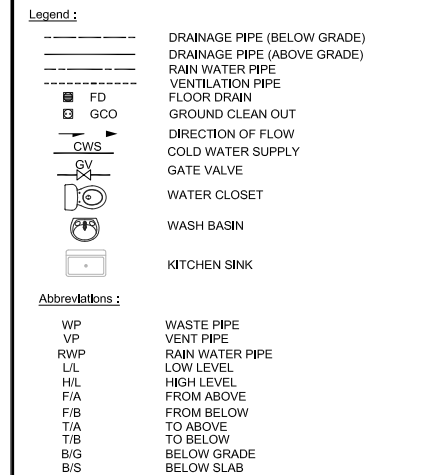 Legend :
DRAINAGE PIPE (BELOW GRADE)
DRAINAGE PIPE (ABOVE GRADE)
RAIN WATER PIPE
VENTILATION PIPE
FD FLOOR DRAIN
GCO GROUND CLEAN OUT
DIRECTION OF FLOW
CWS COLD WATER SUPPLY
GV GATE VALVE
WATER CLOSET
WASH BASIN
KITCHEN SINK
Abbreviations :
WP WASTE PIPE
VP VENT PIPE
RWP RAIN WATER PIPE
L/L LOW LEVEL
H/L HIGH LEVEL
F/A FROM ABOVE
F/B FROM BELOW
T/A TO ABOVE
T/B TO BELOW
B/G BELOW GRADE
B/S BELOW SLAB